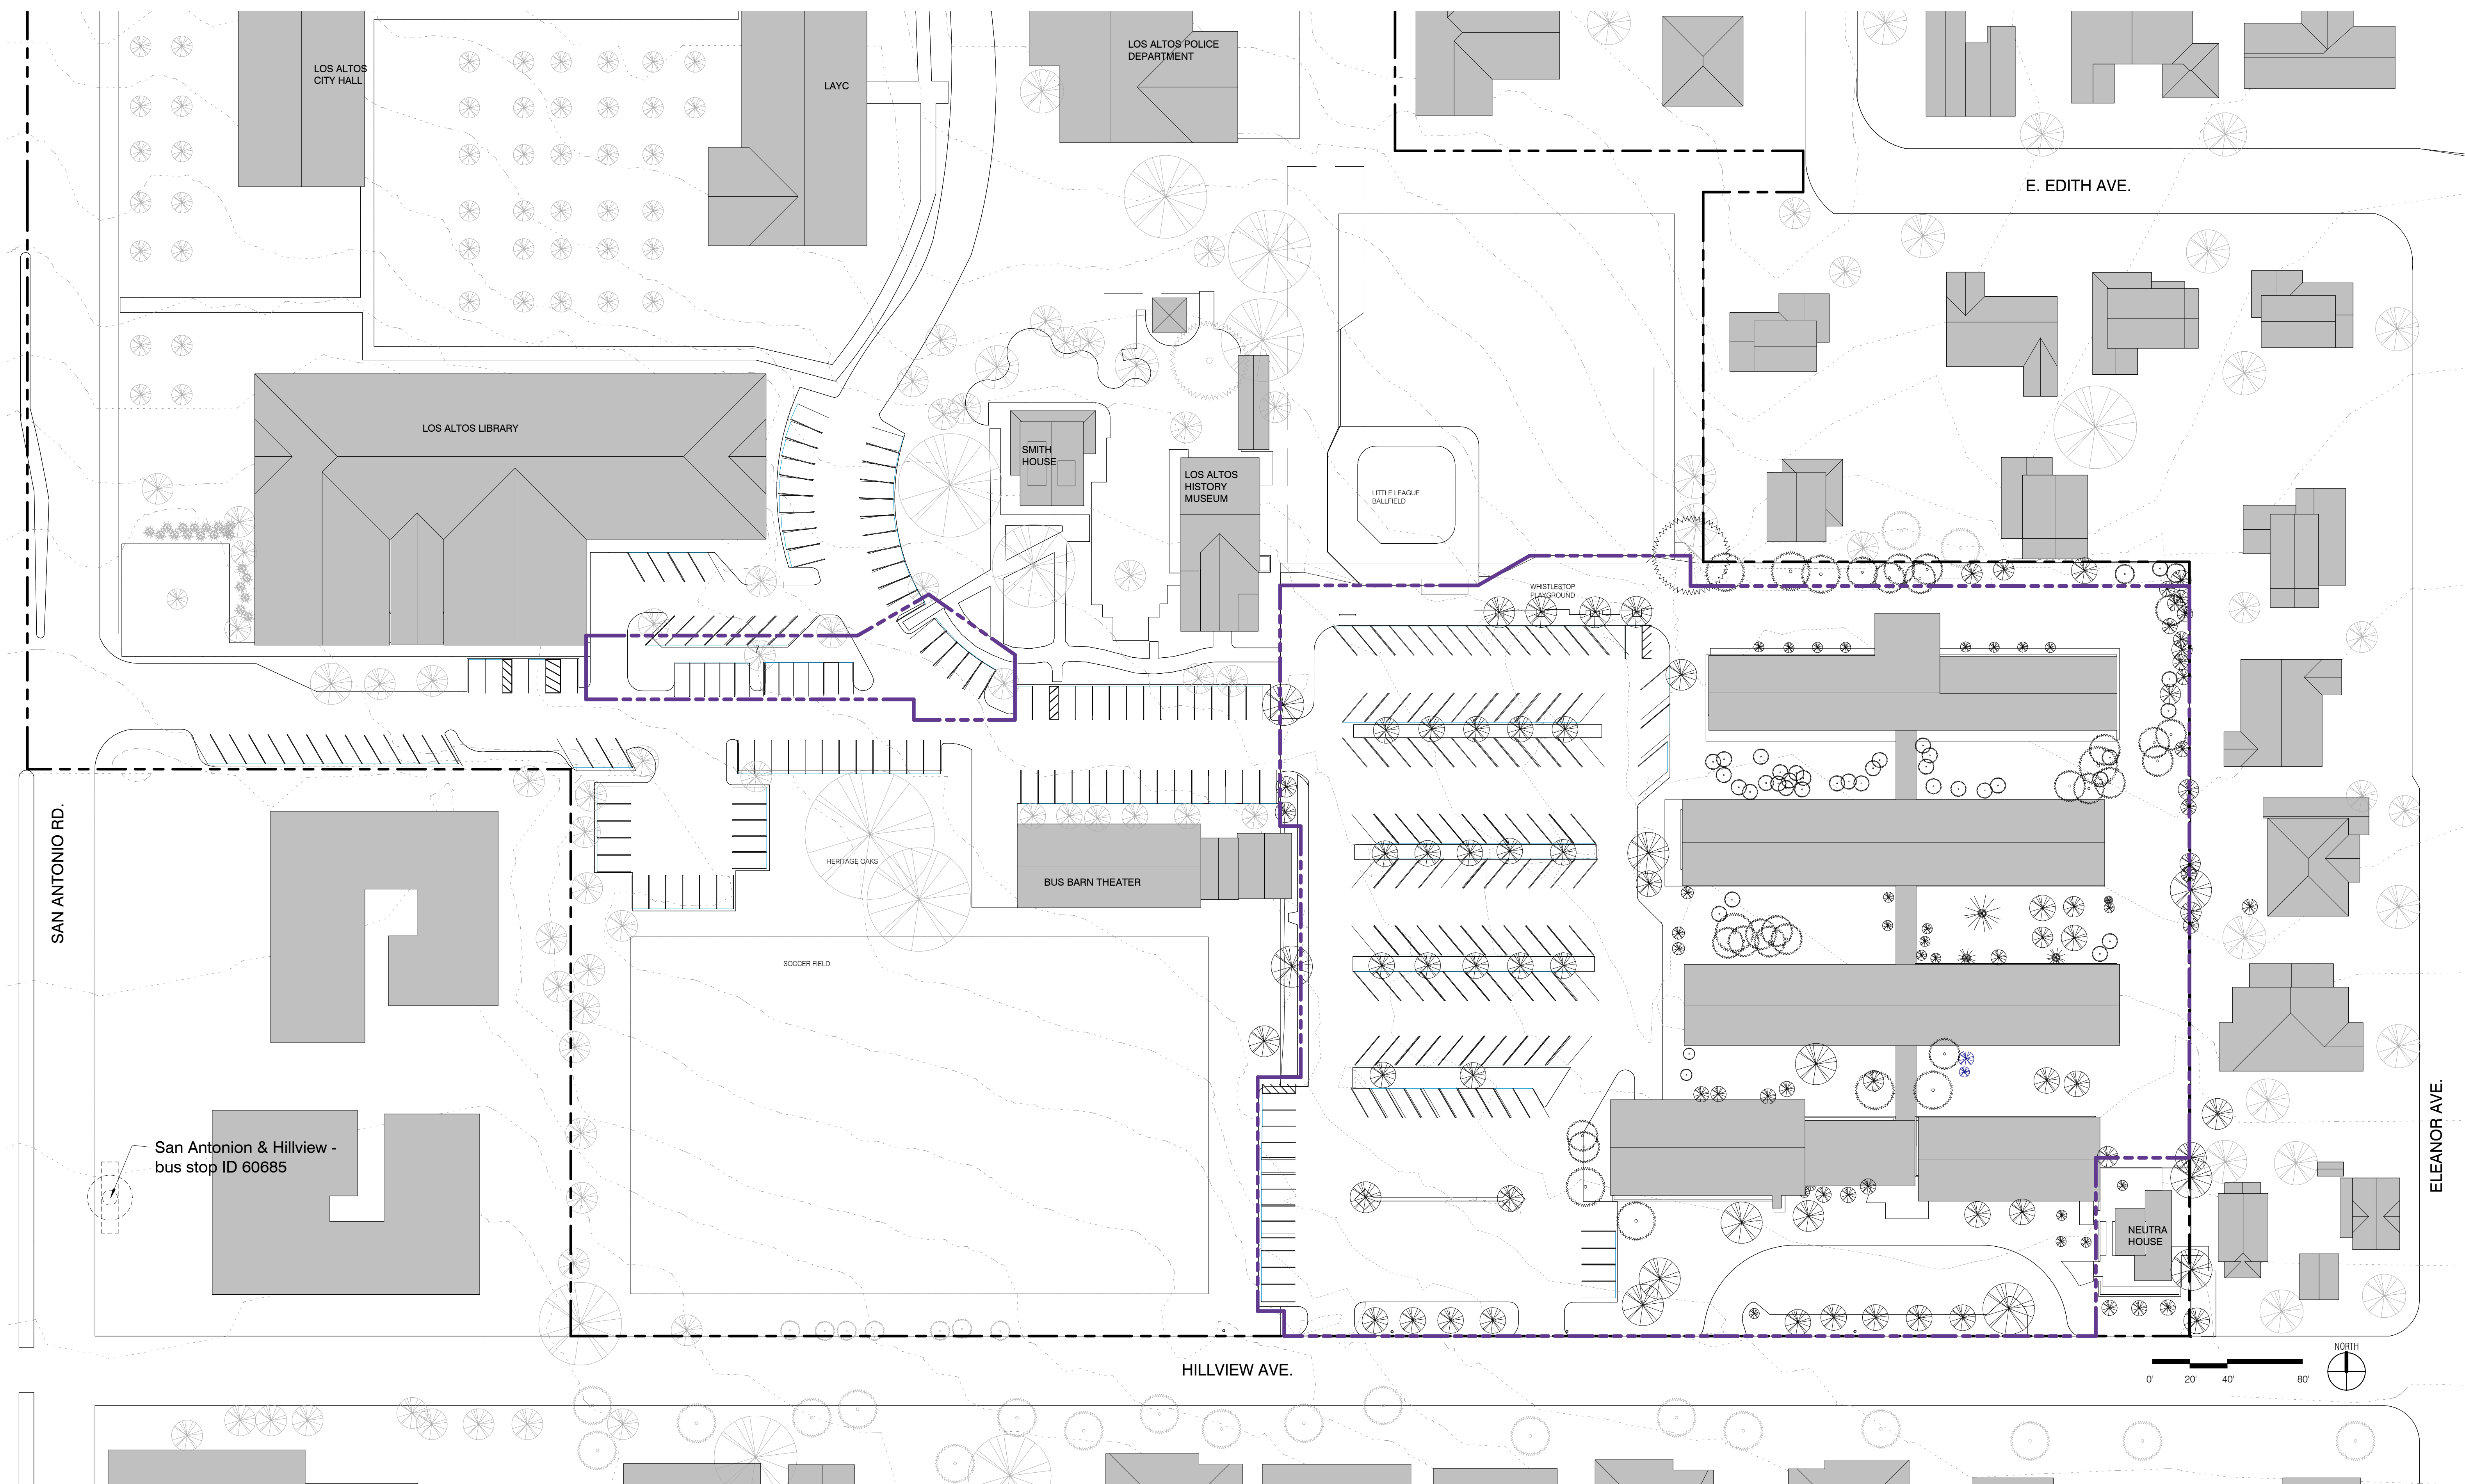 LOS ALTOS
CITY HALL
LAYC
LOS ALTOS POLICE
DEPARTMENT
E. EDITH AVE.
LOS ALTOS LIBRARY
SMITH
HOUSE
LOS ALTOS
HISTORY
MUSEUM
LITTLE LEAGUE
BALLFIELD
WHISTLESTOP
PLAYGROUND
SAN ANTONIO RD.
HERITAGE OAKS
BUS BARN THEATER
SOCCER FIELD
San Antonion & Hillview -
bus stop ID 60685
ELEANOR AVE.
NEUTRA
HOUSE
HILLVIEW AVE.
NORTH
0' 20' 40' 80'